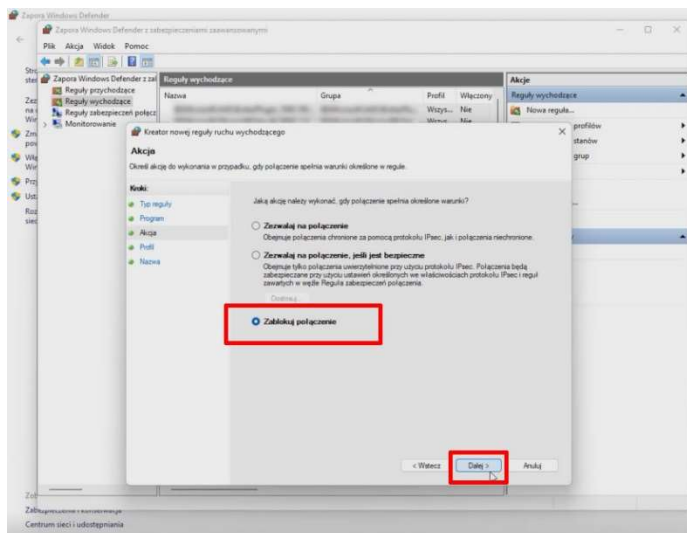 Zapora Windows Defender
Zapora Windows Defender z zabezpieczeniami zaawansowanymi
Plik Akcja Widok Pomoc
Zapora Windows Defender z zal
Reguły przychodzące
Reguły wychodzące
Reguły zabezpieczeń połącz
Monitorowanie
Reguły wychodzące
Nazwa Grupa Profil Włączony
Wszys... Nie
Wszys... Nie
Akcje
Reguły wychodzące
Nowa reguła...
profilów
stanów
grup
Kreator nowej reguły ruchu wychodzącego
Akcja
Określ akcję do wykonania w przypadku, gdy połączenie spełnia warunki określone w regule.
Kroki:
Typ reguły
Program
Akcja
Profil
Nazwa
Jaką akcję należy wykonać, gdy połączenie spełnia określone warunki?
Zezwalaj na połączenie
Obejmuje połączenia chronione za pomocą protokołu IPsec, jak i połączenia niechronione.
Zezwalaj na połączenie, jeśli jest bezpieczne
Obejmuje tylko połączenia uwierzytelnione przy użyciu protokołu IPsec. Połączenia będą
zabezpieczane przy użyciu ustawień określonych we właściwościach protokołu IPsec i reguł
zawartych w węźle Reguła zabezpieczeń połączenia.
Dostosuj...
Zablokuj połączenie
< Wstecz Dalej > Anuluj
Centrum sieci i udostępniania